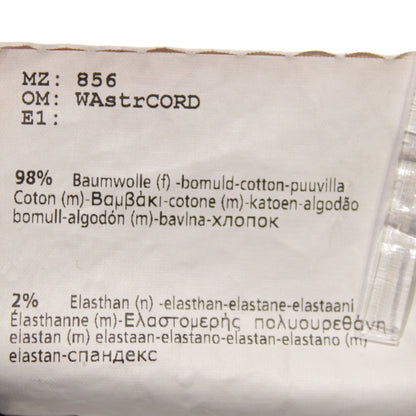 MZ: 856
OM: WAstrCORD
E1:
98% Baumwolle (f) -bomuld-cotton-puuvilla
Coton (m)-Βαμβάκι-cotone (m)-katoen-algodão
bomull-algodón (m)-bavlna-хлопок
2% Elasthan (n) -elasthan-elastane-elastaani
Élasthanne (m)-Ελαστομερής πολυουρεθάνη
elastan (m) elastaan-elastano-elastan-elastano (m)
elastan-спандекс